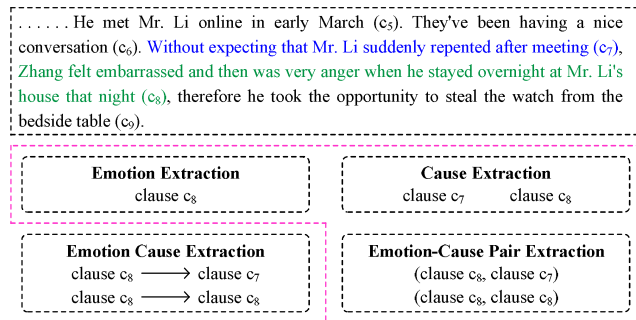 . . . . . . He met Mr. Li online in early March (c₅). They've been having a nice
conversation (c₆). Without expecting that Mr. Li suddenly repented after meeting (c₇),
Zhang felt embarrassed and then was very anger when he stayed overnight at Mr. Li's
house that night (c₈), therefore he took the opportunity to steal the watch from the
bedside table (c₉).
Emotion Extraction
clause c₈
Cause Extraction
clause c₇ clause c₈
Emotion Cause Extraction
clause c₈ ⟶ clause c₇
clause c₈ ⟶ clause c₈
Emotion-Cause Pair Extraction
(clause c₈, clause c₇)
(clause c₈, clause c₈)